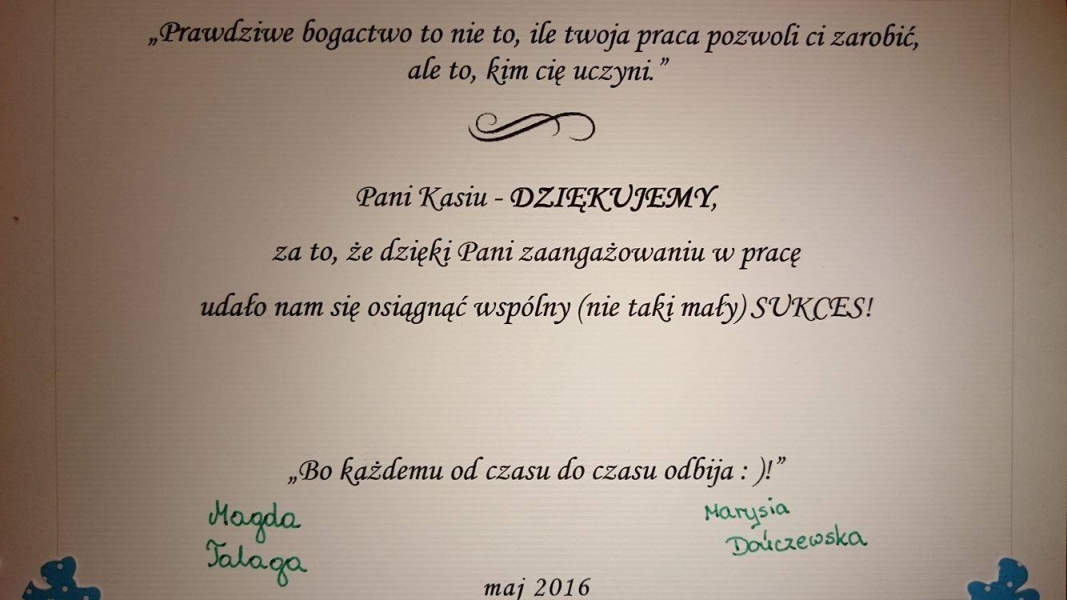 „Prawdziwe bogactwo to nie to, ile twoja praca pozwoli ci zarobić,
ale to, kim cię uczyni.”
Pani Kasiu - DZIĘKUJEMY,
za to, że dzięki Pani zaangażowaniu w pracę
udało nam się osiągnąć wspólny (nie taki mały) SUKCES!
„Bo każdemu od czasu do czasu odbija : )!”
Magda
Talaga
Marysia
Dończewska
maj 2016